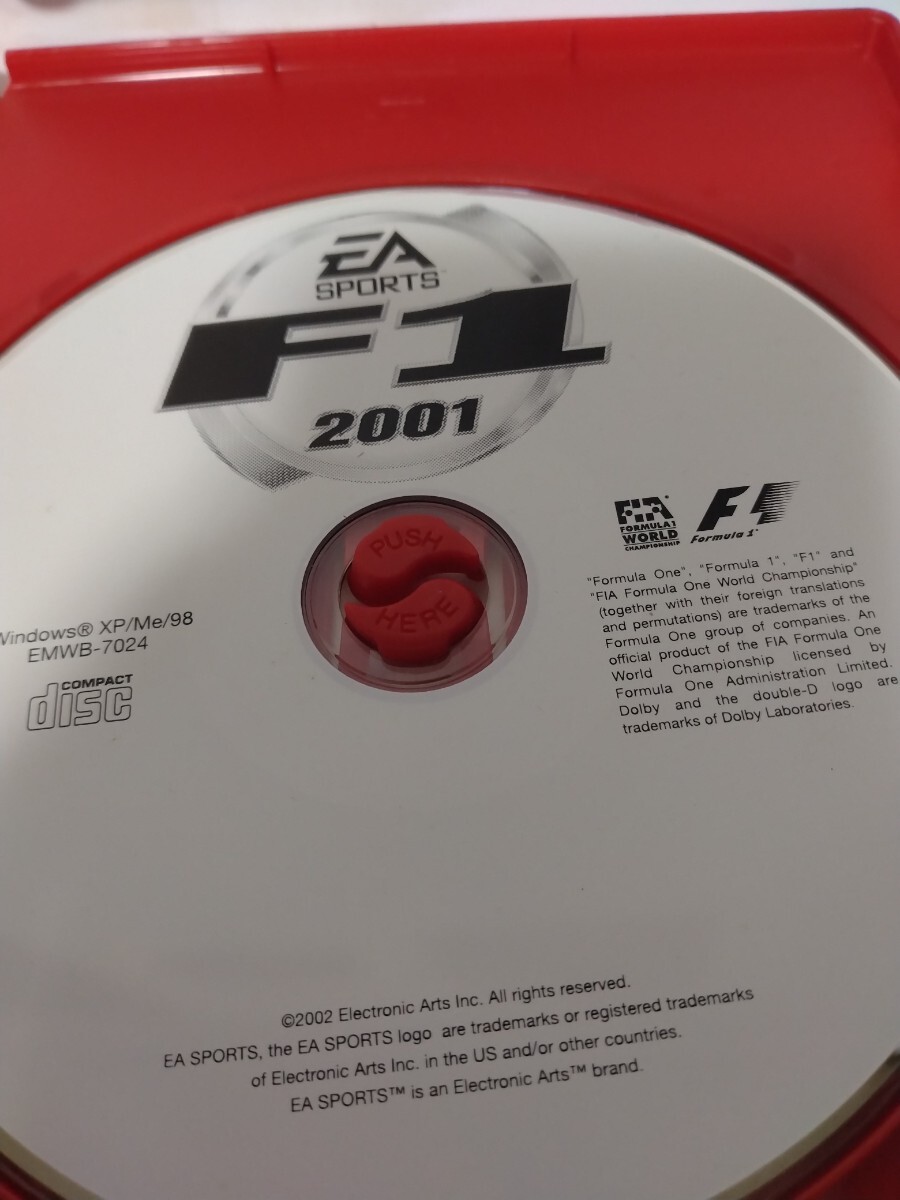 EA
SPORTS™
F1
2001
PUSH
HERE
Windows® XP/Me/98
EMWB-7024
COMPACT
disc
FIA
FORMULA 1
WORLD
CHAMPIONSHIP
F1
Formula 1®
"Formula One", "Formula 1", "F1" and
"FIA Formula One World Championship"
(together with their foreign translations
and permutations) are trademarks of the
Formula One group of companies. An
official product of the FIA Formula One
World Championship licensed by
Formula One Administration Limited.
Dolby and the double-D logo are
trademarks of Dolby Laboratories.
©2002 Electronic Arts Inc. All rights reserved.
EA SPORTS, the EA SPORTS logo are trademarks or registered trademarks
of Electronic Arts Inc. in the US and/or other countries.
EA SPORTS™ is an Electronic Arts™ brand.